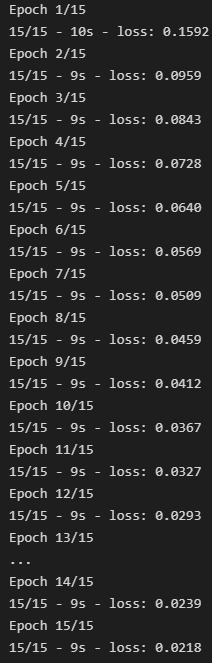 Epoch 1/15
15/15 - 10s - loss: 0.1592
Epoch 2/15
15/15 - 9s - loss: 0.0959
Epoch 3/15
15/15 - 9s - loss: 0.0843
Epoch 4/15
15/15 - 9s - loss: 0.0728
Epoch 5/15
15/15 - 9s - loss: 0.0640
Epoch 6/15
15/15 - 9s - loss: 0.0569
Epoch 7/15
15/15 - 9s - loss: 0.0509
Epoch 8/15
15/15 - 9s - loss: 0.0459
Epoch 9/15
15/15 - 9s - loss: 0.0412
Epoch 10/15
15/15 - 9s - loss: 0.0367
Epoch 11/15
15/15 - 9s - loss: 0.0327
Epoch 12/15
15/15 - 9s - loss: 0.0293
Epoch 13/15
...
Epoch 14/15
15/15 - 9s - loss: 0.0239
Epoch 15/15
15/15 - 9s - loss: 0.0218